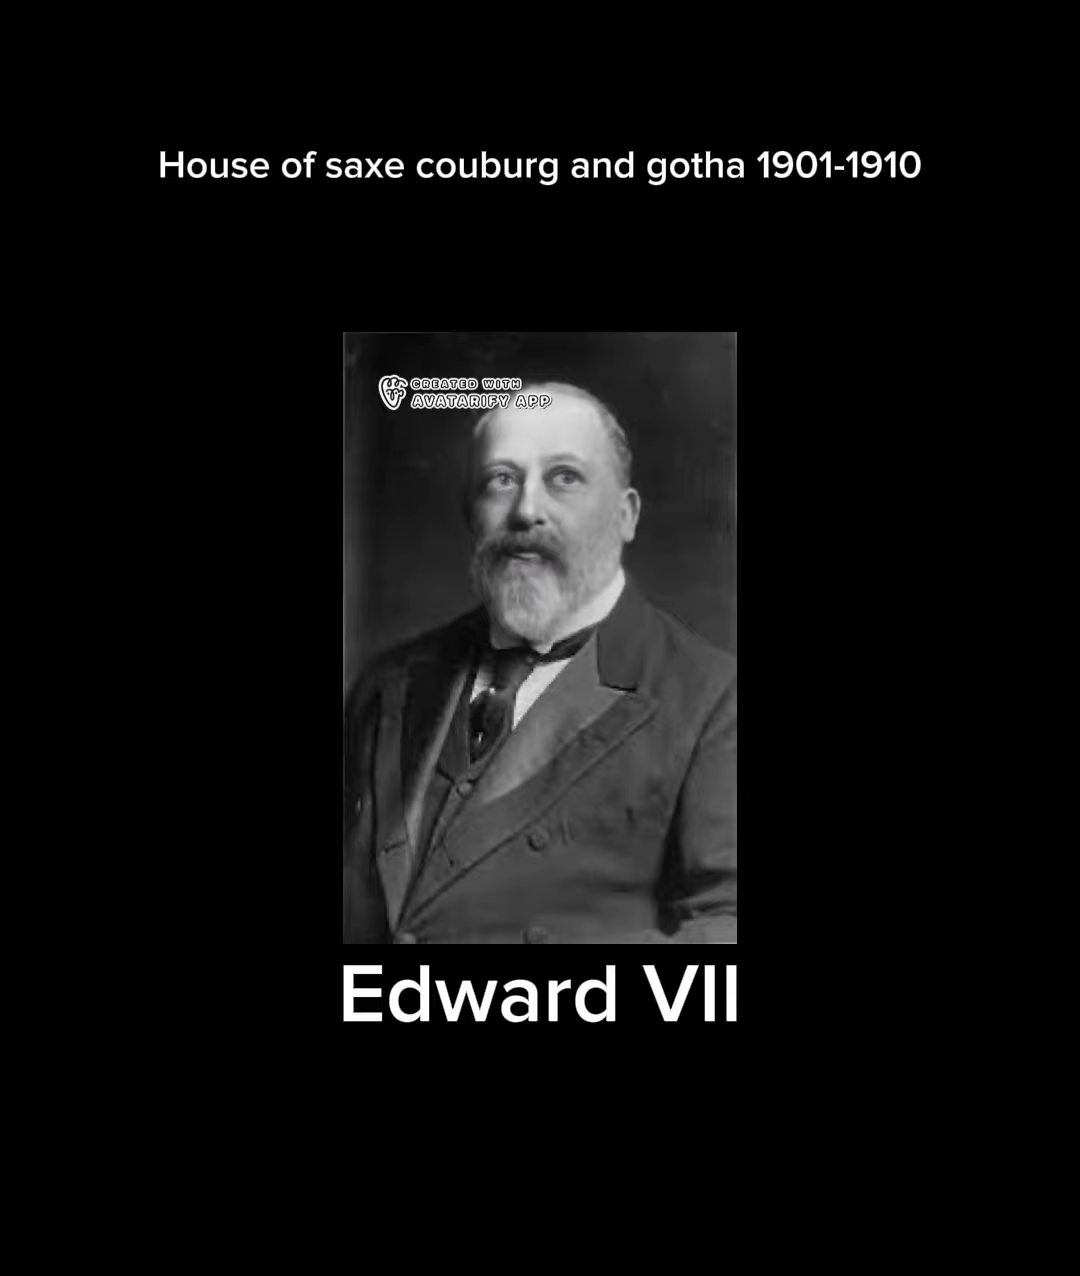 House of saxe couburg and gotha 1901-1910
CREATED WITH
AVATARIFY APP
Edward VII